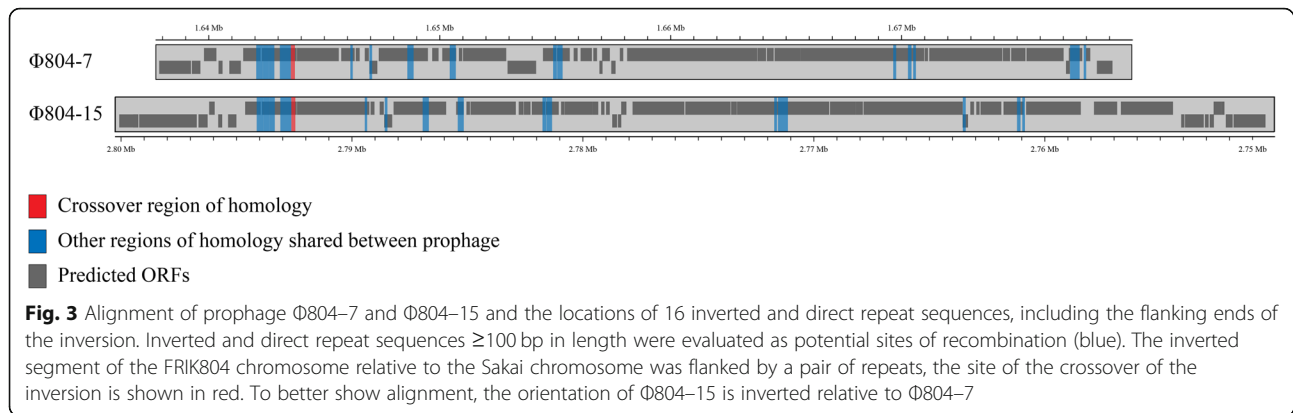 1.64 Mb 1.65 Mb 1.66 Mb 1.67 Mb
Φ804-7
Φ804-15
2.80 Mb 2.79 Mb 2.78 Mb 2.77 Mb 2.76 Mb 2.75 Mb
Crossover region of homology
Other regions of homology shared between prophage
Predicted ORFs
Fig. 3 Alignment of prophage Φ804–7 and Φ804–15 and the locations of 16 inverted and direct repeat sequences, including the flanking ends of
the inversion. Inverted and direct repeat sequences ≥100 bp in length were evaluated as potential sites of recombination (blue). The inverted
segment of the FRIK804 chromosome relative to the Sakai chromosome was flanked by a pair of repeats, the site of the crossover of the
inversion is shown in red. To better show alignment, the orientation of Φ804–15 is inverted relative to Φ804–7